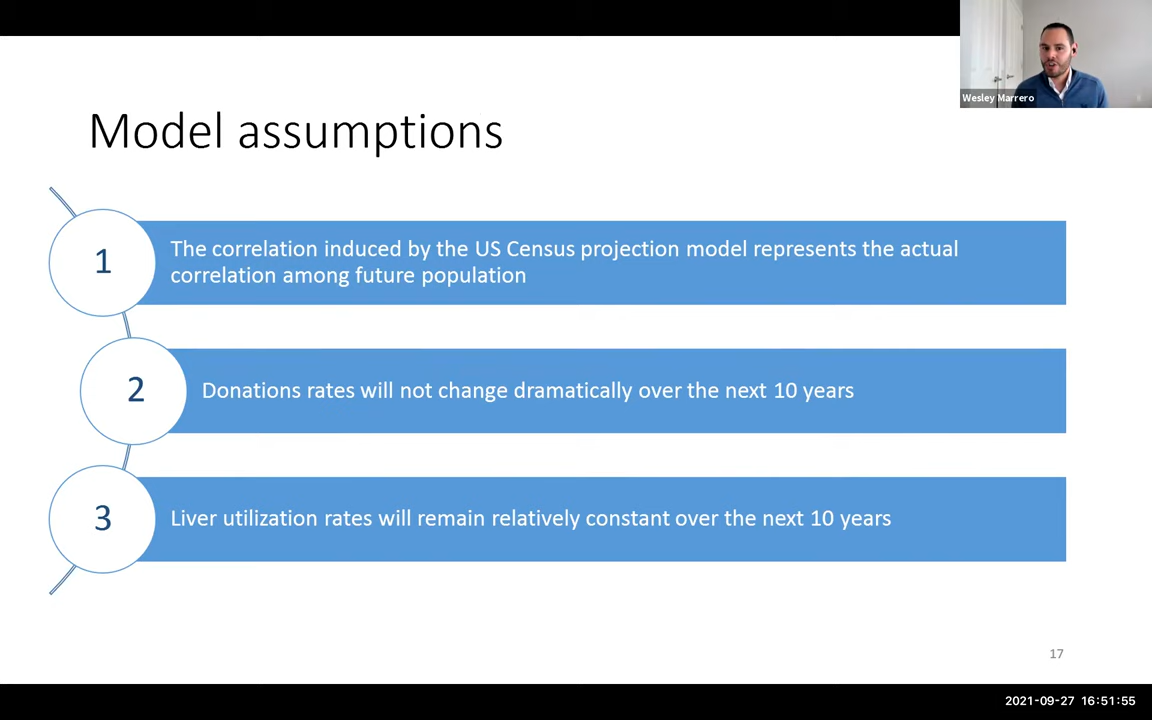 Wesley Marrero
Model assumptions
1
The correlation induced by the US Census projection model represents the actual
correlation among future population
2
Donations rates will not change dramatically over the next 10 years
3
Liver utilization rates will remain relatively constant over the next 10 years
17
2021-09-27 16:51:55